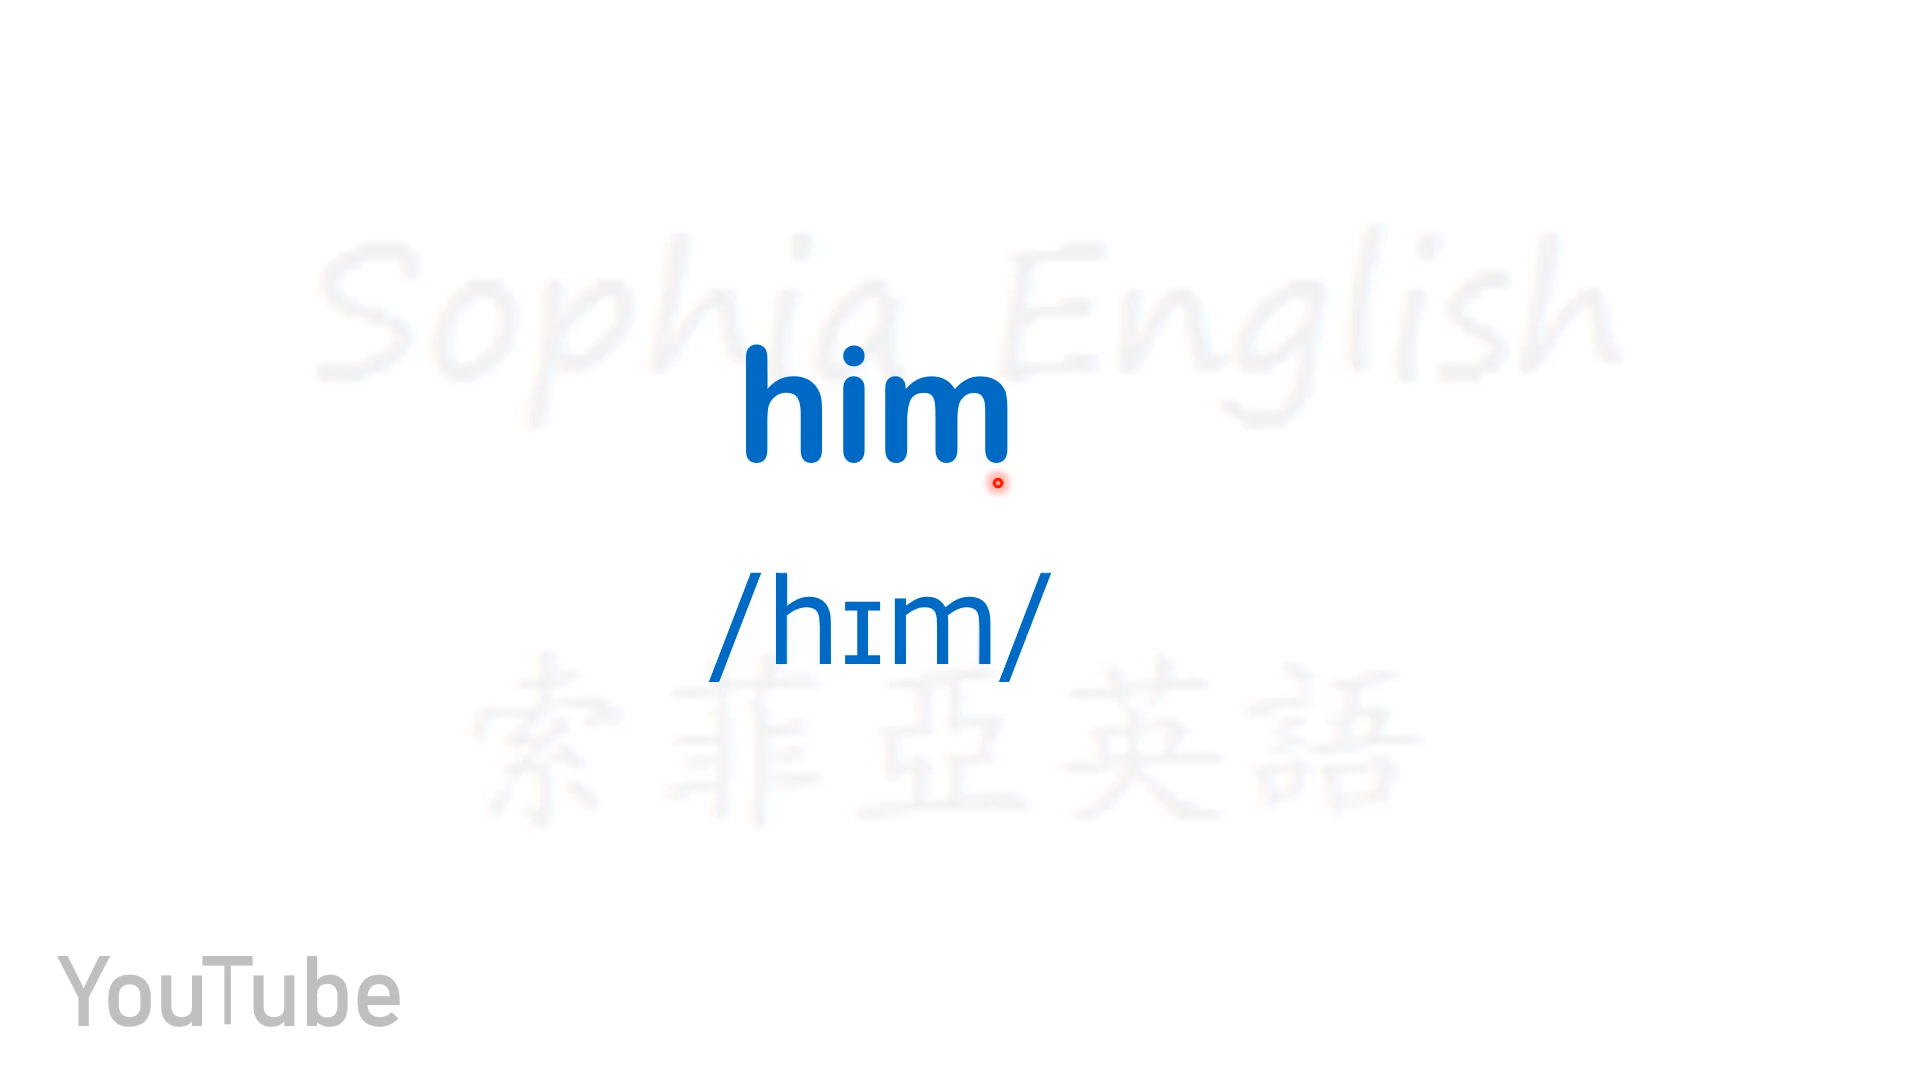 Sophia English
him
/hɪm/
索菲亞英語
YouTube